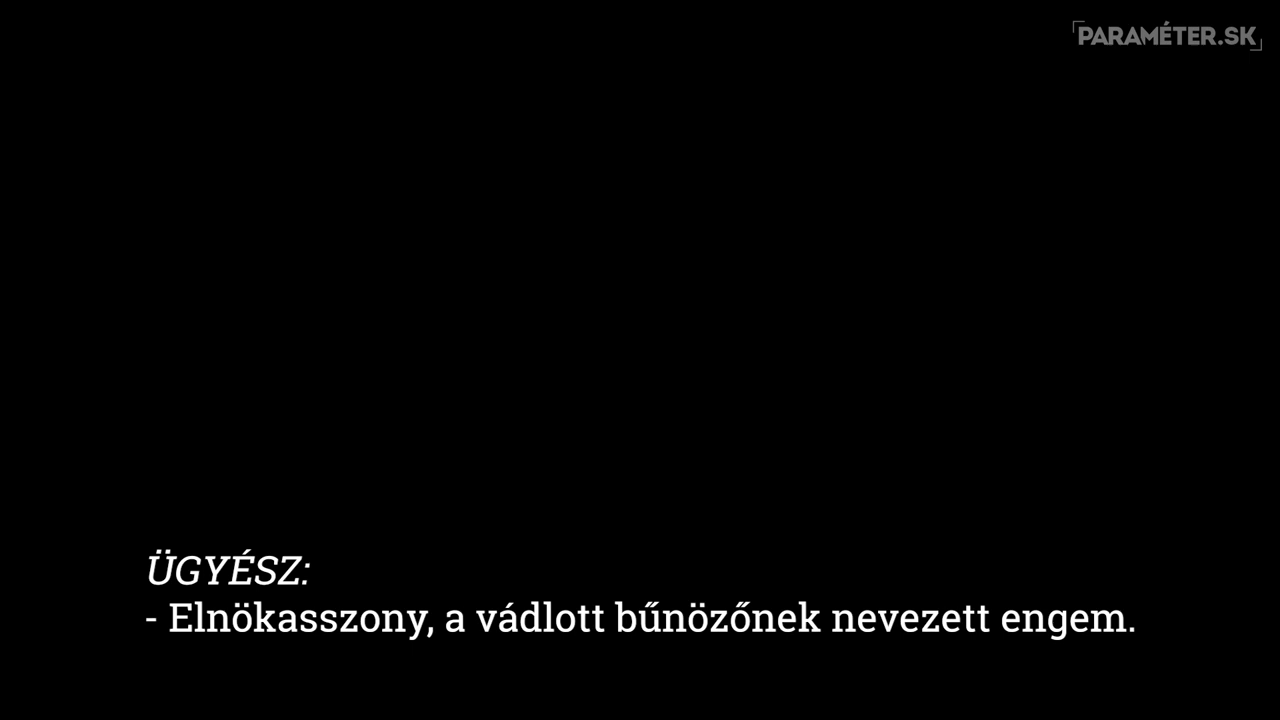 PARAMÉTER.SK
ÜGYÉSZ:
- Elnökasszony, a vádlott bűnözőnek nevezett engem.